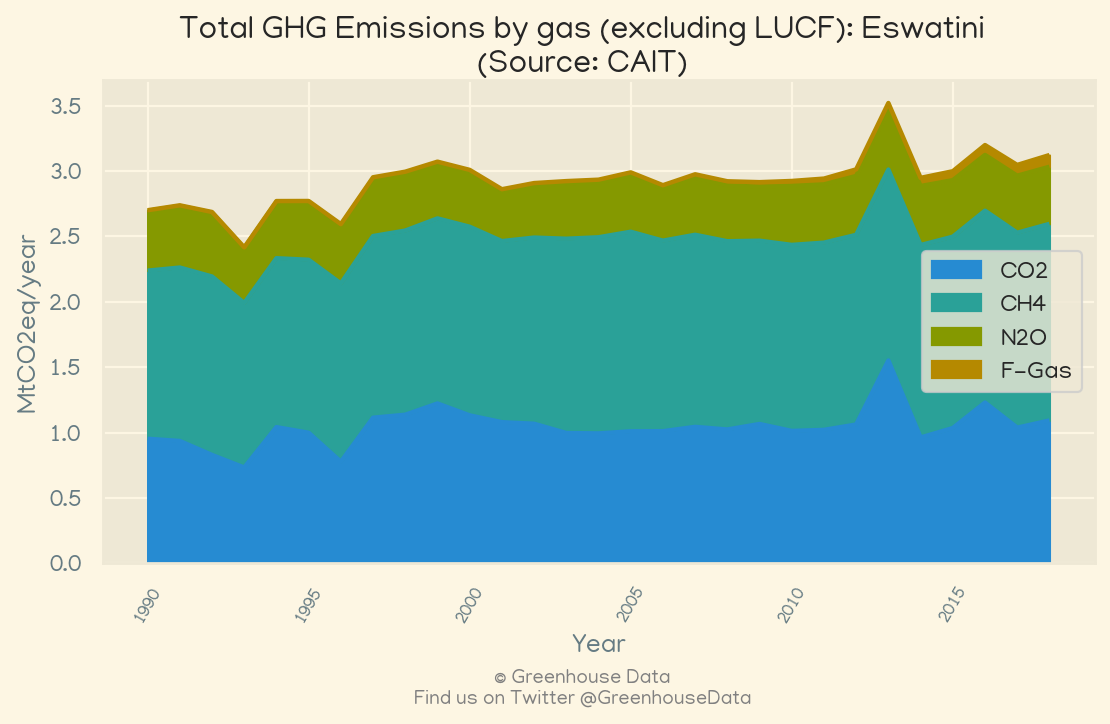 Total GHG Emissions by gas (excluding LUCF): Eswatini
(Source: CAIT)
MtCO2eq/year
3.5
3.0
2.5
2.0
1.5
1.0
0.5
0.0
CO2
CH4
N2O
F-Gas
1990 1995 2000 2005 2010 2015
Year
© Greenhouse Data
Find us on Twitter @GreenhouseData